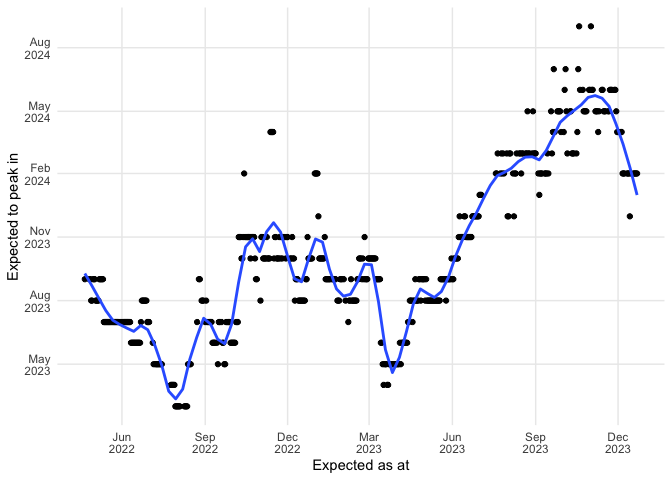 Aug
2024
May
2024
Feb
2024
Nov
2023
Aug
2023
May
2023
Expected to peak in
Jun
2022
Sep
2022
Dec
2022
Mar
2023
Jun
2023
Sep
2023
Dec
2023
Expected as at